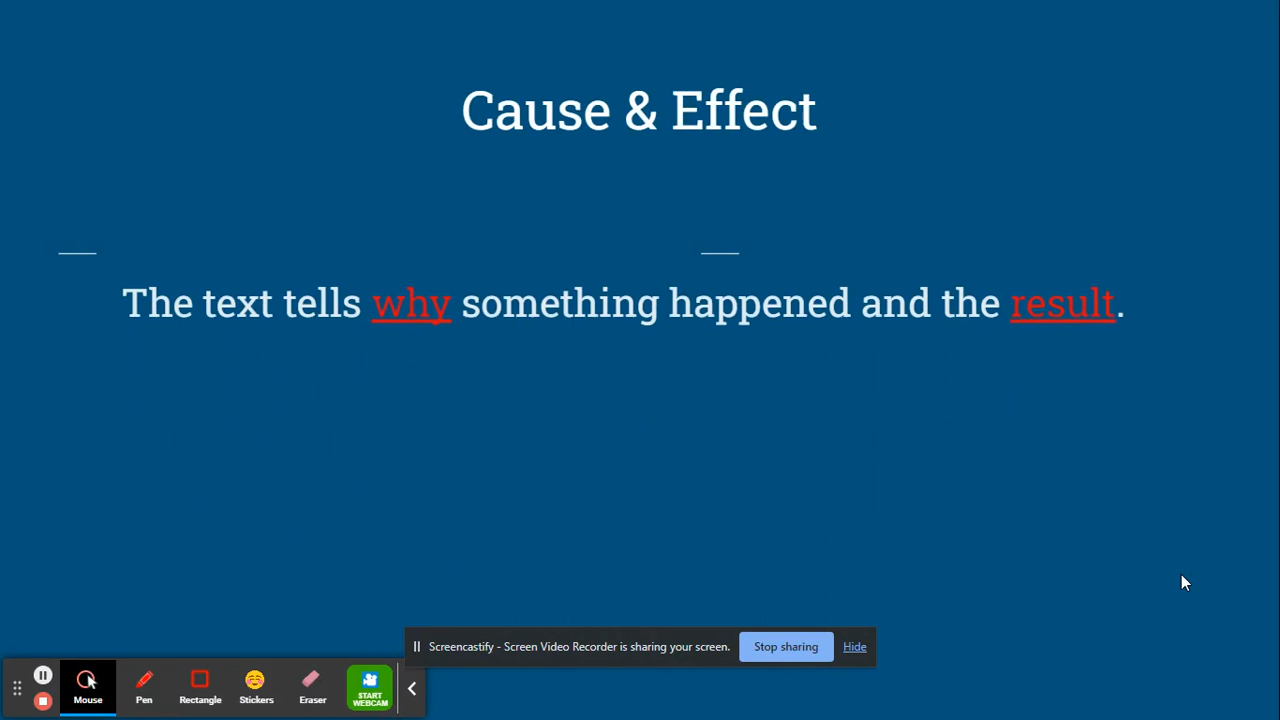 Cause & Effect
The text tells why something happened and the result.
Screencastify - Screen Video Recorder is sharing your screen.
Stop sharing
Hide
Mouse
Pen
Rectangle
Stickers
Eraser
START
WEBCAM